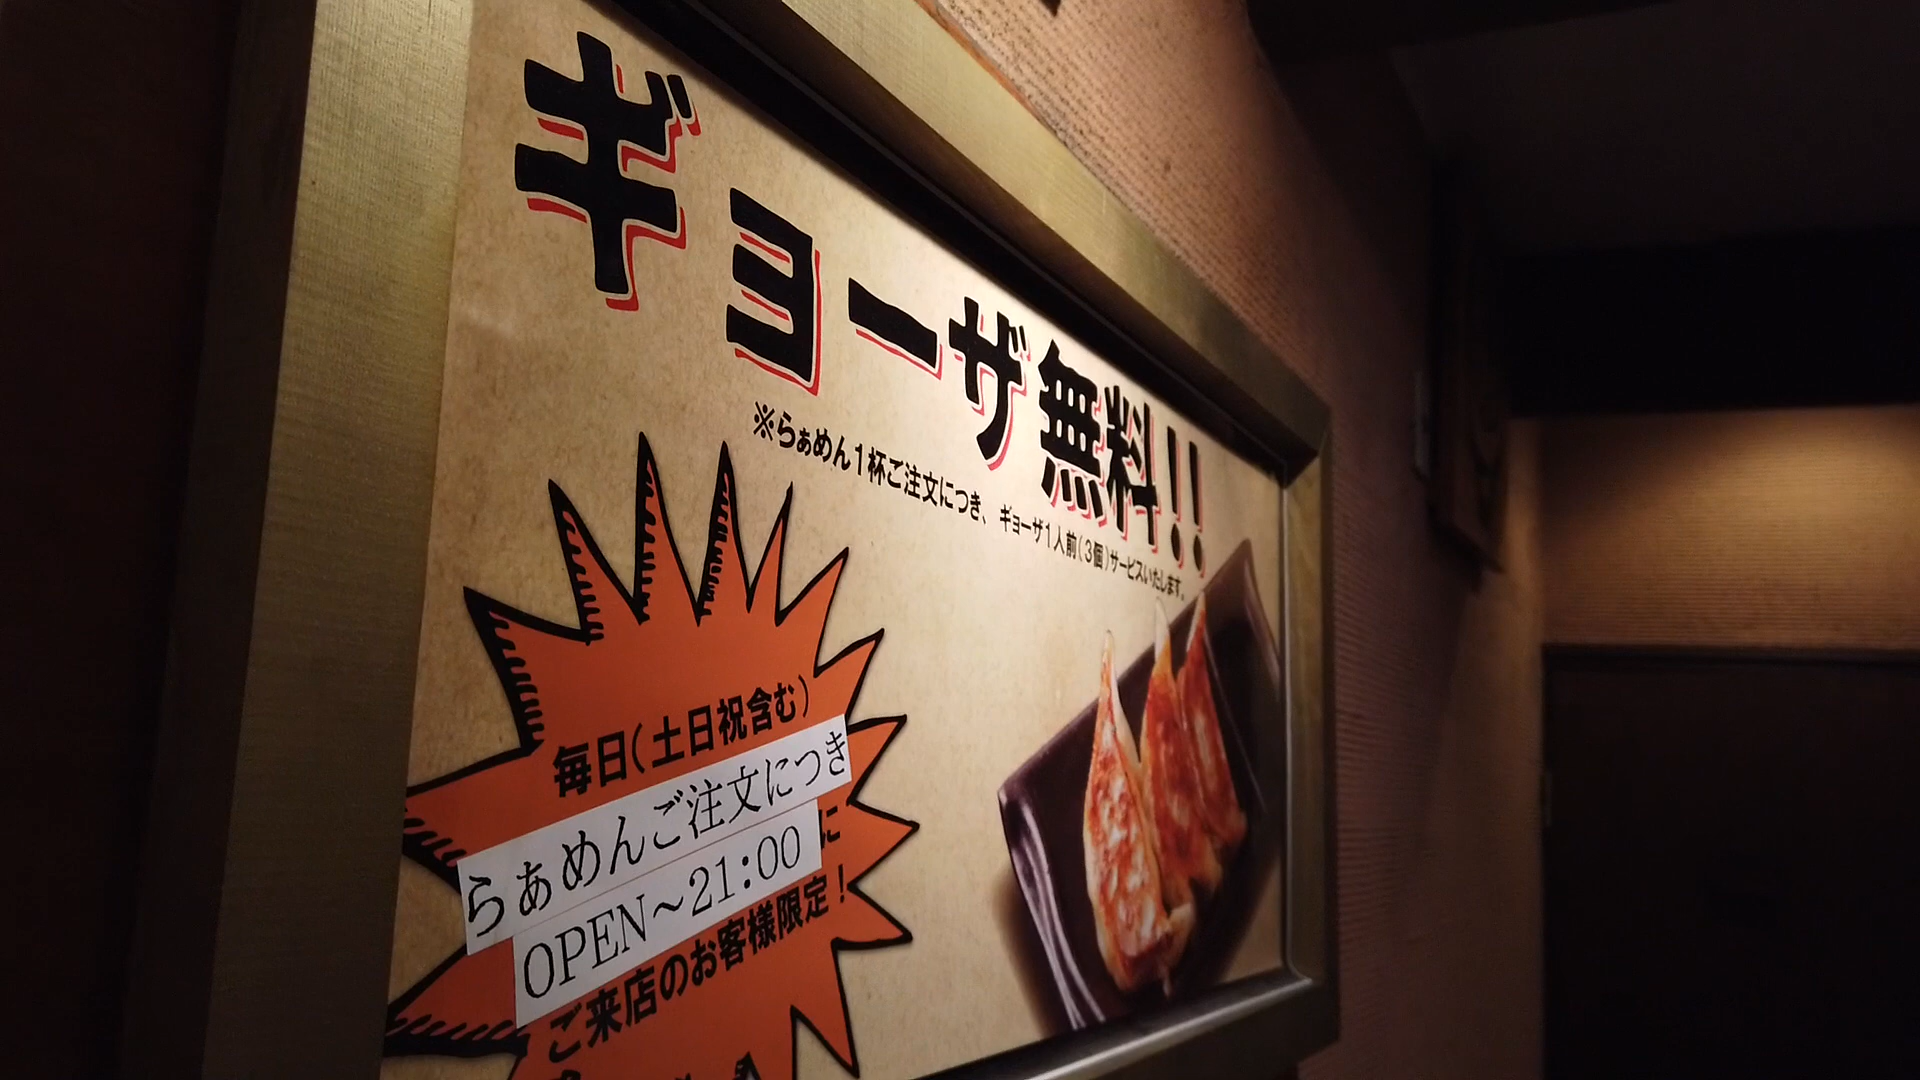 ギョーザ無料!!
※らぁめん1杯ご注文につき、ギョーザ1人前(3個)サービスいたします。
毎日(土日祝含む)
らぁめんご注文につき
OPEN～21:00に
ご来店のお客様限定!